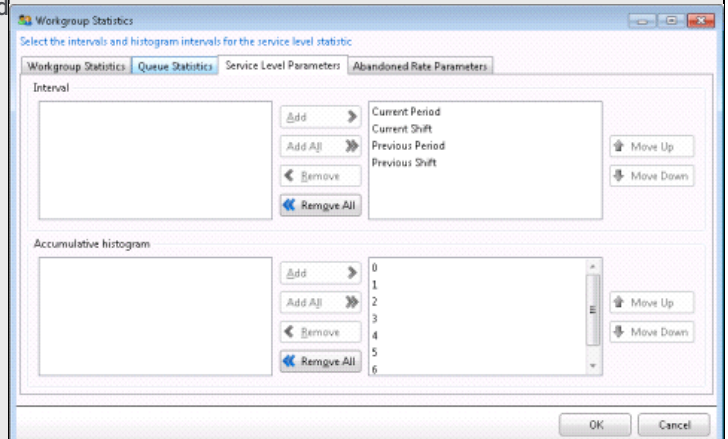 d
Workgroup Statistics
Select the intervals and histogram intervals for the service level statistic
Workgroup Statistics Queue Statistics Service Level Parameters Abandoned Rate Parameters
Interval
Add
Add All
Remove
Remove All
Current Period
Current Shift
Previous Period
Previous Shift
Move Up
Move Down
Accumulative histogram
Add
Add All
Remove
Remove All
0
1
2
3
4
5
6
Move Up
Move Down
OK Cancel